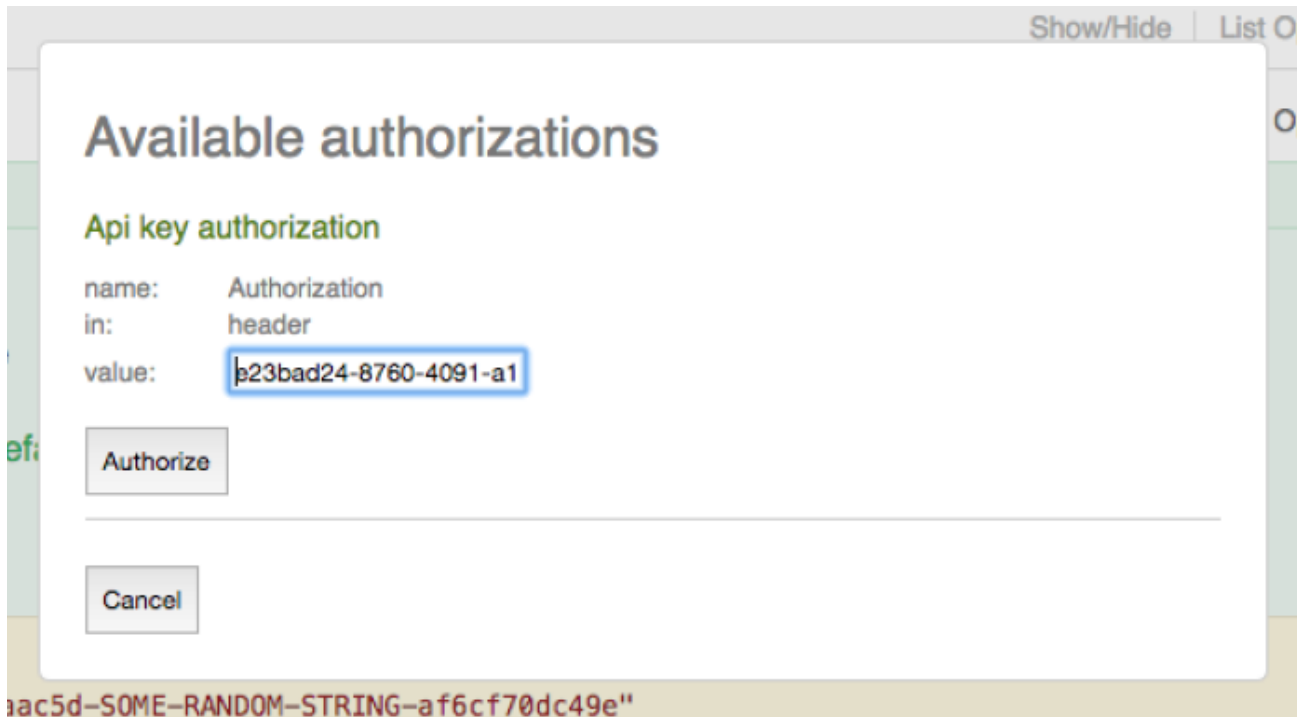 Show/Hide List O
Available authorizations
O
Api key authorization
name: Authorization
in: header
value: e23bad24-8760-4091-a1
efa
Authorize
Cancel
aac5d-SOME-RANDOM-STRING-af6cf70dc49e"